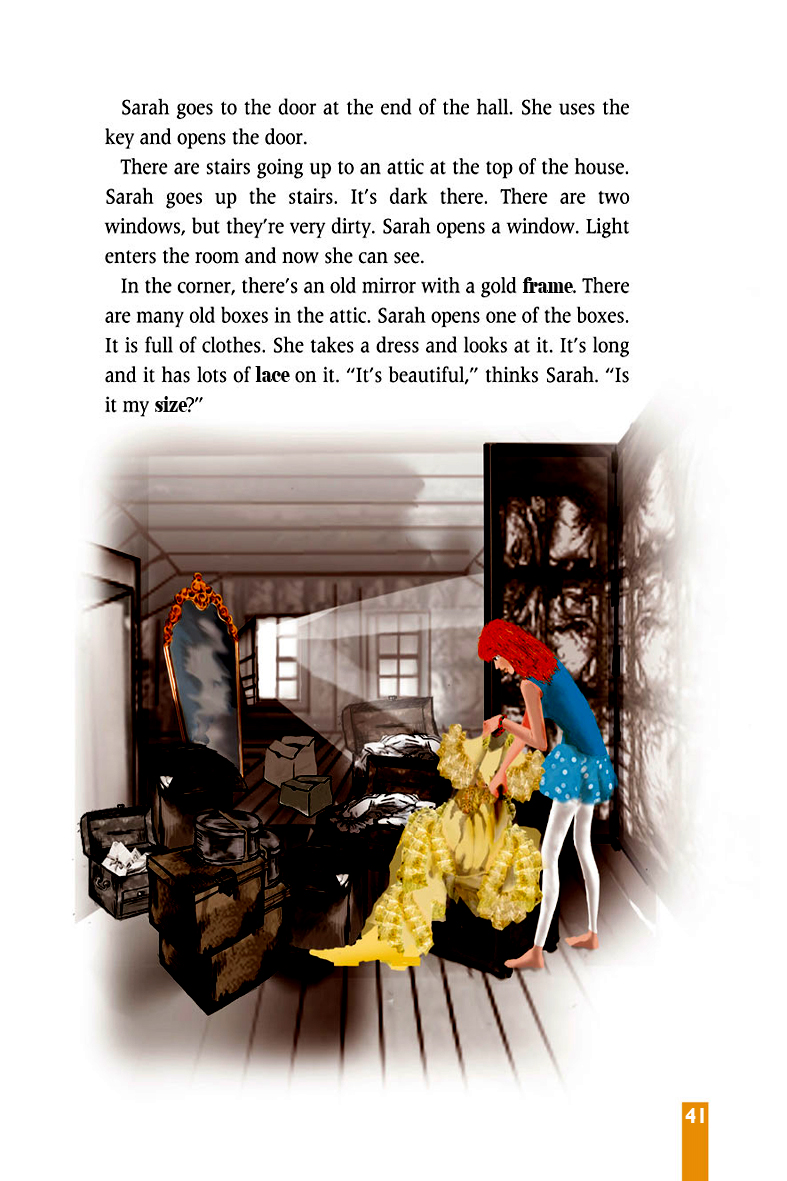 Sarah goes to the door at the end of the hall. She uses the
key and opens the door.
There are stairs going up to an attic at the top of the house.
Sarah goes up the stairs. It’s dark there. There are two
windows, but they’re very dirty. Sarah opens a window. Light
enters the room and now she can see.
In the corner, there’s an old mirror with a gold frame. There
are many old boxes in the attic. Sarah opens one of the boxes.
It is full of clothes. She takes a dress and looks at it. It’s long
and it has lots of lace on it. “It’s beautiful,” thinks Sarah. “Is
it my size?”
41